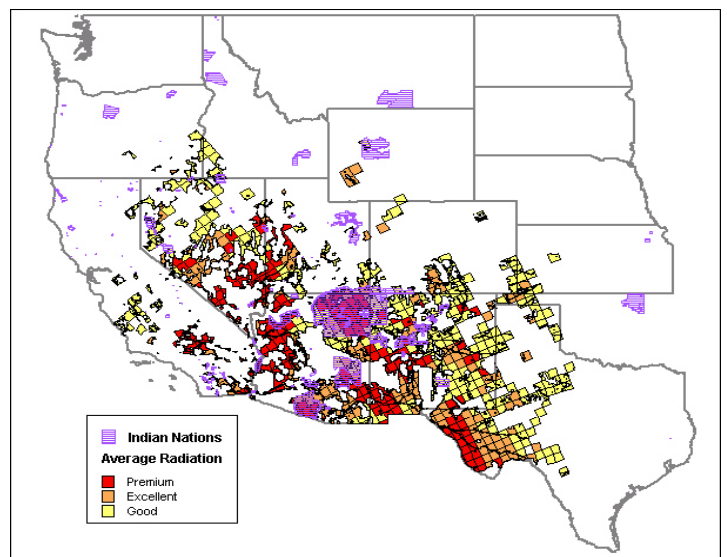 Indian Nations
Average Radiation
Premium
Excellent
Good